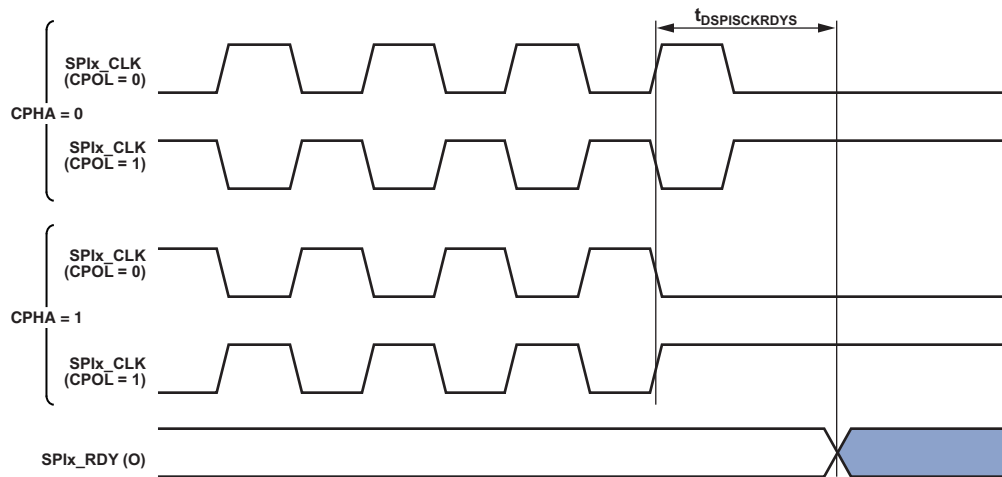 tDSPISCKRDYS
SPIx_CLK
(CPOL = 0)
CPHA = 0
SPIx_CLK
(CPOL = 1)
SPIx_CLK
(CPOL = 0)
CPHA = 1
SPIx_CLK
(CPOL = 1)
SPIx_RDY (O)